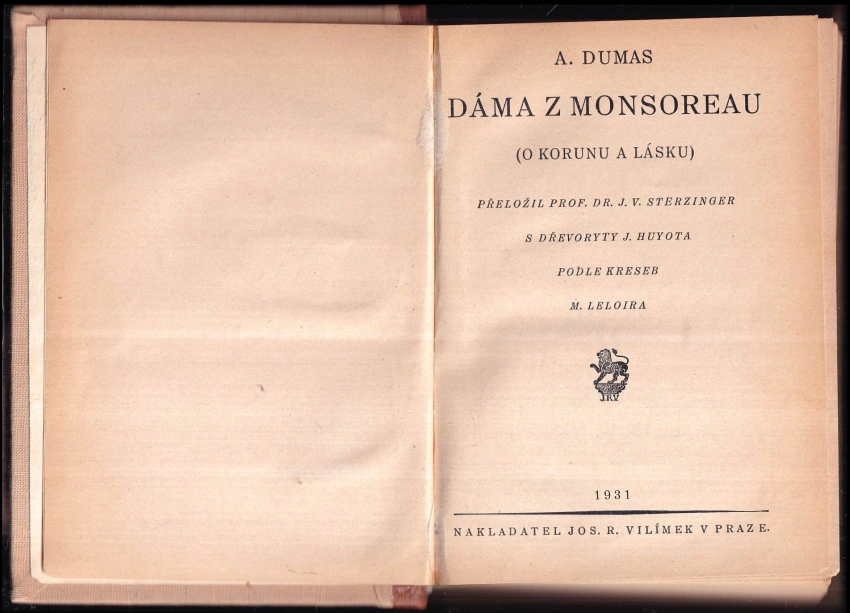 A. DUMAS
DÁMA Z MONSOREAU
(O KORUNU A LÁSKU)
PŘELOŽIL PROF. DR. J. V. STERZINGER
S DŘEVORYTY J. HUYOTA
PODLE KRESEB
M. LELOIRA
J.R.V
1931
NAKLADATEL JOS. R. VILÍMEK V PRAZE.